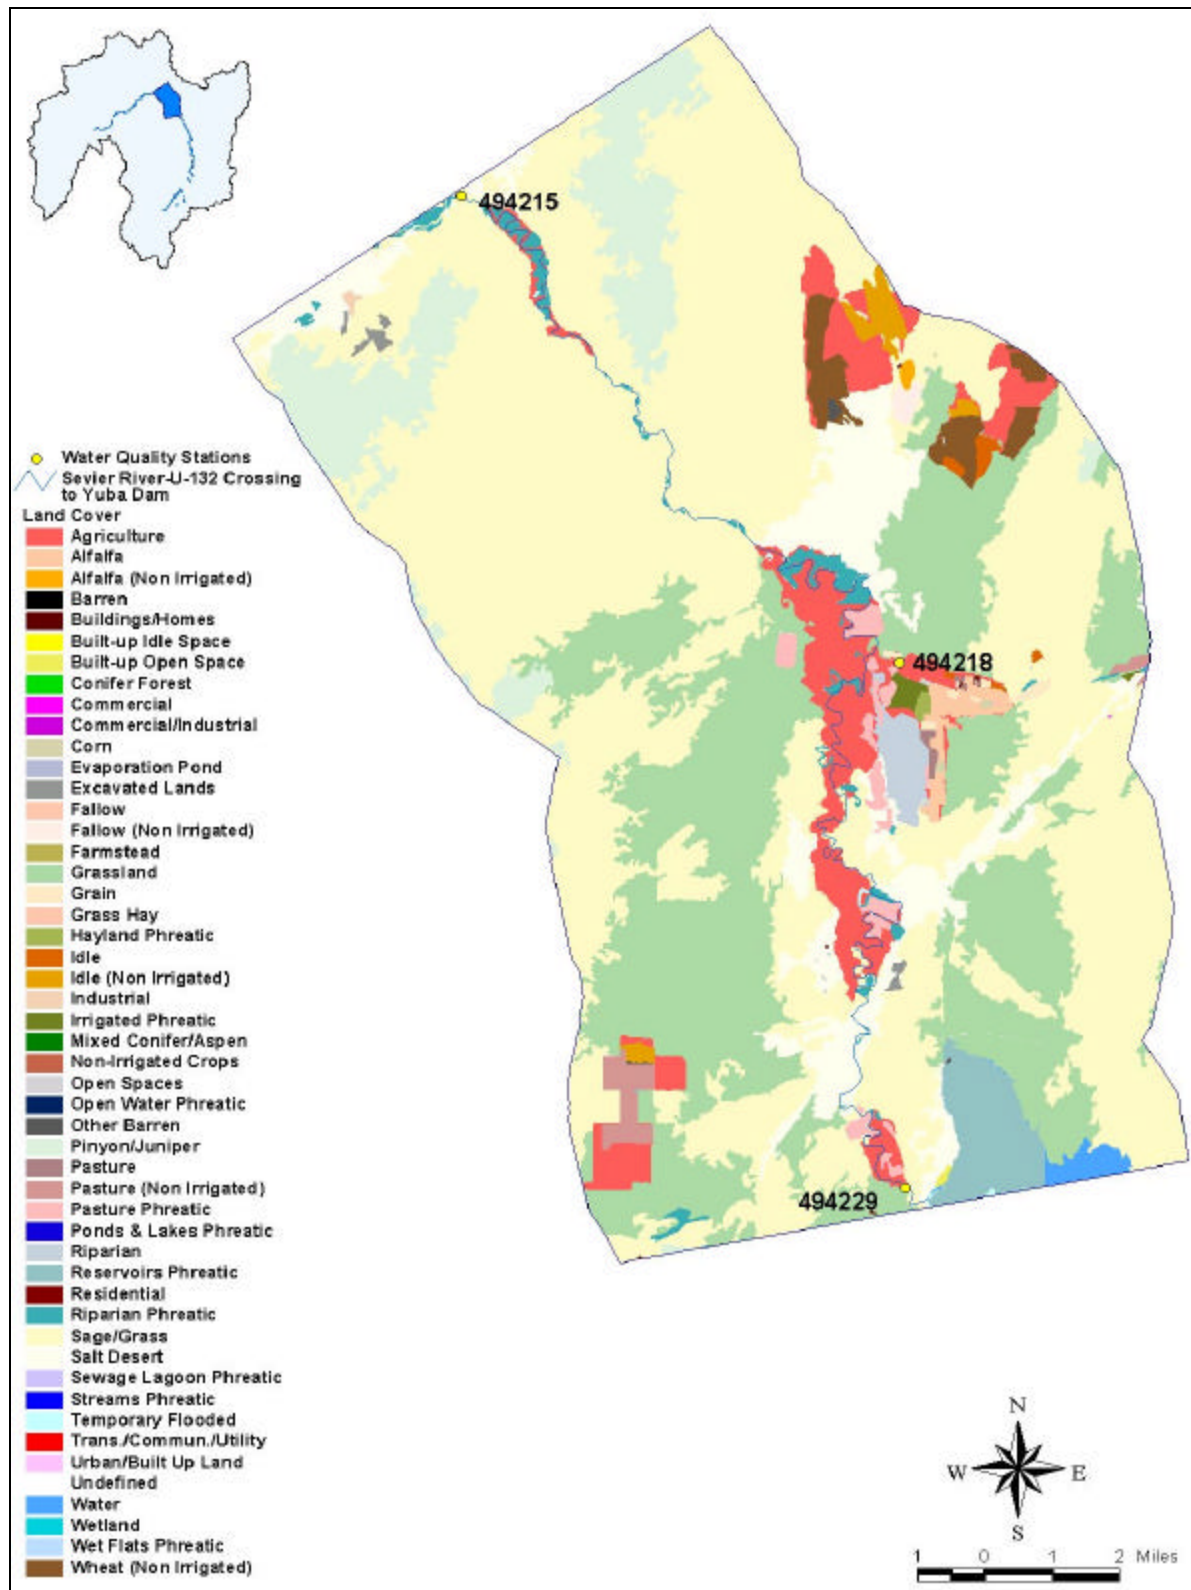 494215
494218
494229
Water Quality Stations
Sevier River-U-132 Crossing
to Yuba Dam
Land Cover
Agriculture
Alfalfa
Alfalfa (Non Irrigated)
Barren
Buildings/Homes
Built-up Idle Space
Built-up Open Space
Conifer Forest
Commercial
Commercial/Industrial
Corn
Evaporation Pond
Excavated Lands
Fallow
Fallow (Non Irrigated)
Farmstead
Grassland
Grain
Grass Hay
Hayland Phreatic
Idle
Idle (Non Irrigated)
Industrial
Irrigated Phreatic
Mixed Conifer/Aspen
Non-Irrigated Crops
Open Spaces
Open Water Phreatic
Other Barren
Pinyon/Juniper
Pasture
Pasture (Non Irrigated)
Pasture Phreatic
Ponds & Lakes Phreatic
Riparian
Reservoirs Phreatic
Residential
Riparian Phreatic
Sage/Grass
Salt Desert
Sewage Lagoon Phreatic
Streams Phreatic
Temporary Flooded
Trans./Commun./Utility
Urban/Built Up Land
Undefined
Water
Wetland
Wet Flats Phreatic
Wheat (Non Irrigated)
N
W E
S
1 0 1 2 Miles